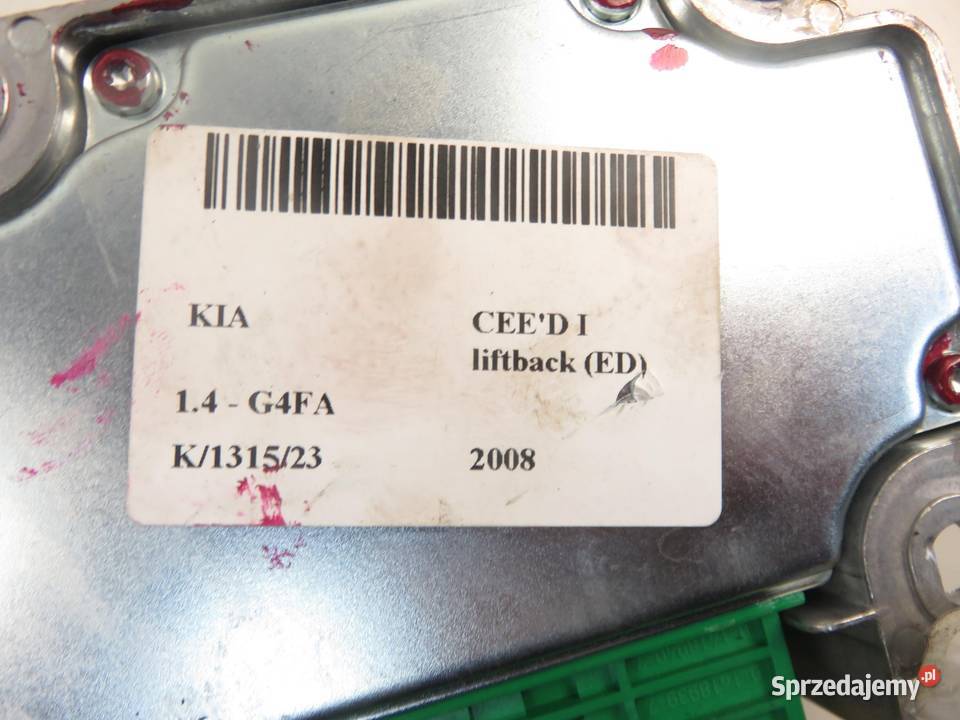 KIA
CEE'D I
liftback (ED)
1.4 - G4FA
K/1315/23
2008
Sprzedajemy.pl